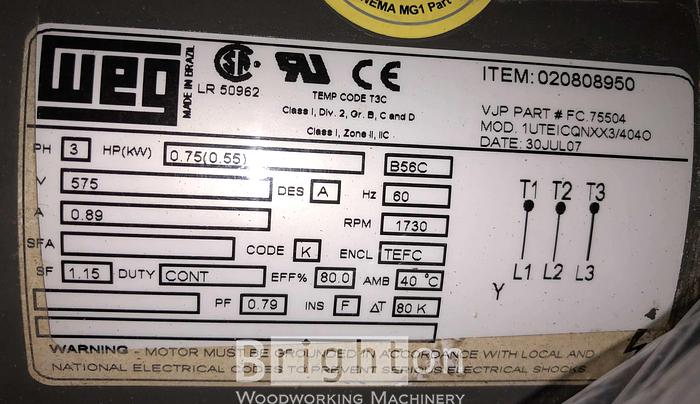 NEMA MG1 Part
weg
MADE IN BRAZIL
LR 50962
TEMP CODE T3C
Class I, Div. 2, Gr. B, C and D
Class I, Zone II, IIC
ITEM: 020808950
VJP PART # FC.75504
MOD. 1UTEICQNXX3/404O
DATE: 30JUL07
PH 3 HP(kW) 0.75(0.55) B56C
V 575 DES A Hz 60
A 0.89 RPM 1730
SFA CODE K ENCL TEFC
SF 1.15 DUTY CONT EFF% 80.0 AMB 40 °C
PF 0.79 INS F ΔT 80 K
T1 T2 T3
L1 L2 L3
Y
WARNING - MOTOR MUST BE GROUNDED IN ACCORDANCE WITH LOCAL AND
NATIONAL ELECTRICAL CODES TO PREVENT SERIOUS ELECTRICAL SHOCKS.
Woodworking Machinery